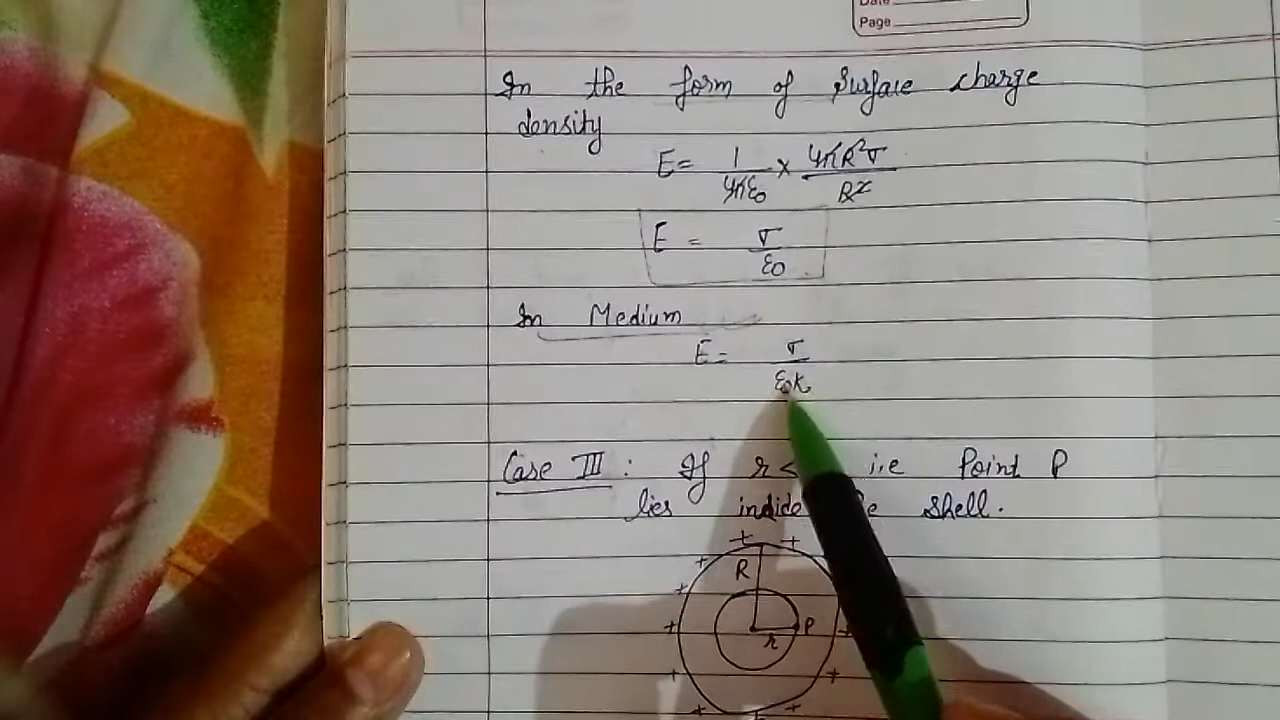 Date
Page
In the form of Surface charge
density
E = 1/4πε0 × 4πR²σ/R²
E = σ/ε0
In Medium
E = σ/ε0k
Case III : If r < i.e Point P
lies inside shell.
+ +
+ R
+
+ P
r
+ +
+ +